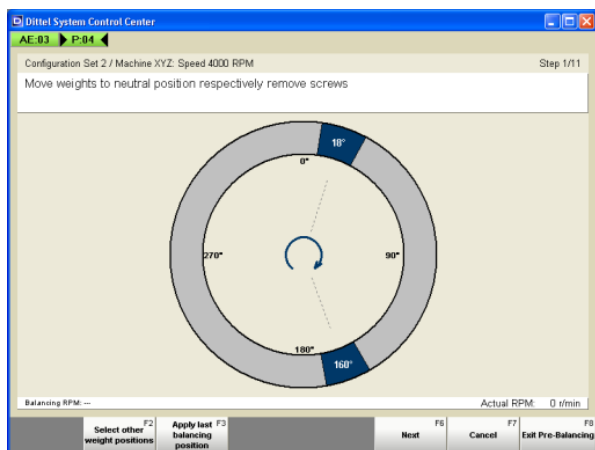 Dittel System Control Center
AE:03 P:04
Configuration Set 2 / Machine XYZ: Speed 4000 RPM Step 1/11
Move weights to neutral position respectively remove screws
18°
0°
270° 90°
180°
160°
Balancing RPM: --- Actual RPM: 0 r/min
F2 Select other weight positions
F3 Apply last balancing position
F6 Next
F7 Cancel
F8 Exit Pre-Balancing